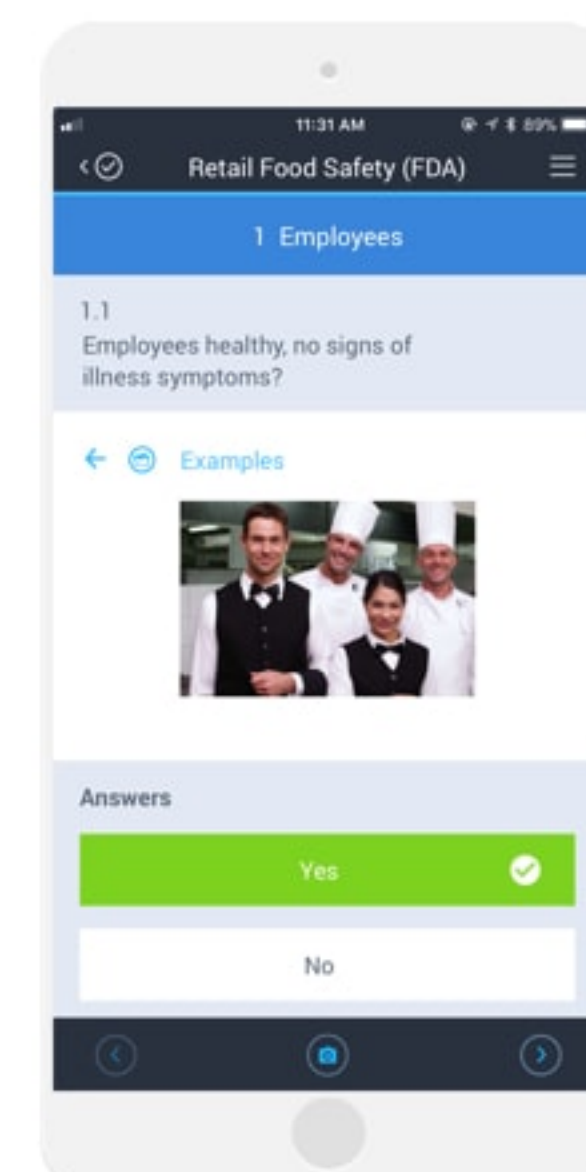 11:31 AM
89%
Retail Food Safety (FDA)
1 Employees
1.1
Employees healthy, no signs of
illness symptoms?
Examples
Answers
Yes
No